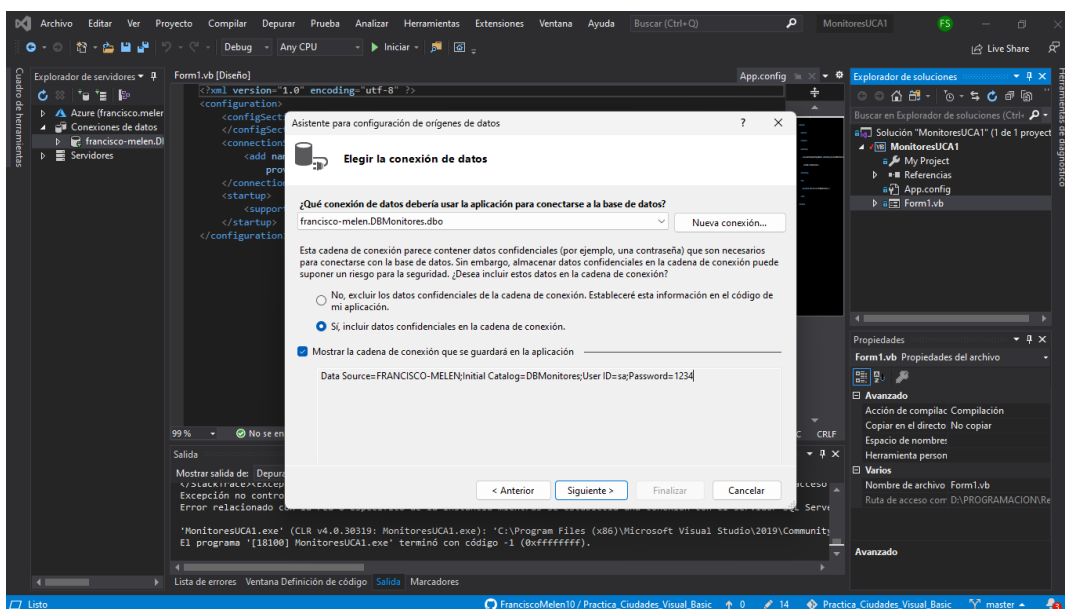 Archivo Editar Ver Proyecto Compilar Depurar Prueba Analizar Herramientas Extensiones Ventana Ayuda Buscar (Ctrl+Q) MonitoresUCA1 FS
Debug Any CPU Iniciar Live Share
Cuadro de herramientas
Explorador de servidores
Azure (francisco.meler
Conexiones de datos
francisco-melen.DI
Servidores
Form1.vb [Diseño] App.config
<?xml version="1.0" encoding="utf-8" ?>
<configuration>
<configSect
</configSec
<connection
<add nam
prov
</connection
<startup>
<support
</startup>
</configuration
99 % No se en CRLF
Asistente para configuración de orígenes de datos ? X
Elegir la conexión de datos
¿Qué conexión de datos debería usar la aplicación para conectarse a la base de datos?
francisco-melen.DBMonitores.dbo Nueva conexión...
Esta cadena de conexión parece contener datos confidenciales (por ejemplo, una contraseña) que son necesarios
para conectarse con la base de datos. Sin embargo, almacenar datos confidenciales en la cadena de conexión puede
suponer un riesgo para la seguridad. ¿Desea incluir estos datos en la cadena de conexión?
No, excluir los datos confidenciales de la cadena de conexión. Estableceré esta información en el código de
mi aplicación.
Sí, incluir datos confidenciales en la cadena de conexión.
Mostrar la cadena de conexión que se guardará en la aplicación
Data Source=FRANCISCO-MELEN;Initial Catalog=DBMonitores;User ID=sa;Password=1234
< Anterior Siguiente > Finalizar Cancelar
Salida
Mostrar salida de: Depura
Excepción no contro
Error relacionado
'MonitoresUCA1.exe' (CLR v4.0.30319: MonitoresUCA1.exe): 'C:\Program Files (x86)\Microsoft Visual Studio\2019\Community
El programa '[18100] MonitoresUCA1.exe' terminó con código -1 (0xffffffff).
Lista de errores Ventana Definición de código Salida Marcadores
Explorador de soluciones
Buscar en Explorador de soluciones (Ctrl+
Solución "MonitoresUCA1" (1 de 1 proyect
MonitoresUCA1
My Project
Referencias
App.config
Form1.vb
Propiedades
Form1.vb Propiedades del archivo
Avanzado
Acción de compilac Compilación
Copiar en el directo No copiar
Espacio de nombres
Herramienta person
Varios
Nombre de archivo Form1.vb
Ruta de acceso com D:\PROGRAMACION\Re
Avanzado
Herramientas de diagnóstico
Listo FranciscoMelen10 / Practica_Ciudades_Visual_Basic 0 14 Practica_Ciudades_Visual_Basic master 3